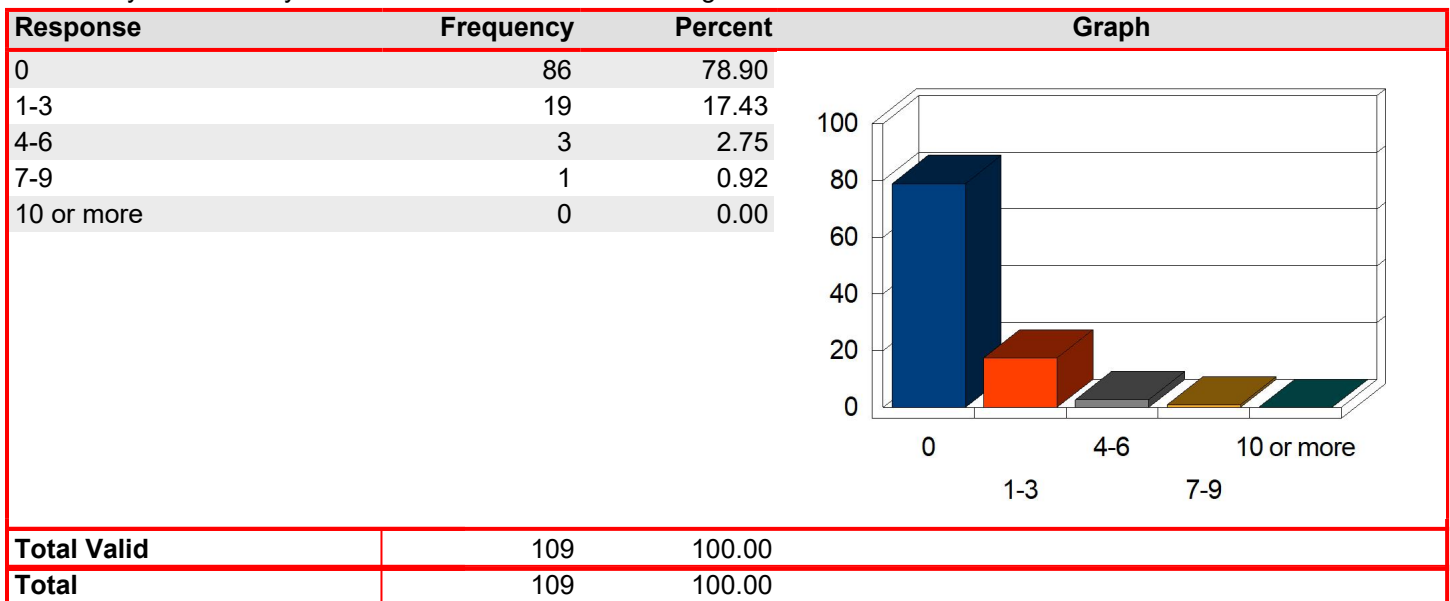 Response Frequency Percent Graph
0 86 78.90
1-3 19 17.43
4-6 3 2.75
7-9 1 0.92
10 or more 0 0.00
100
80
60
40
20
0
0 4-6 10 or more
1-3 7-9
Total Valid 109 100.00
Total 109 100.00